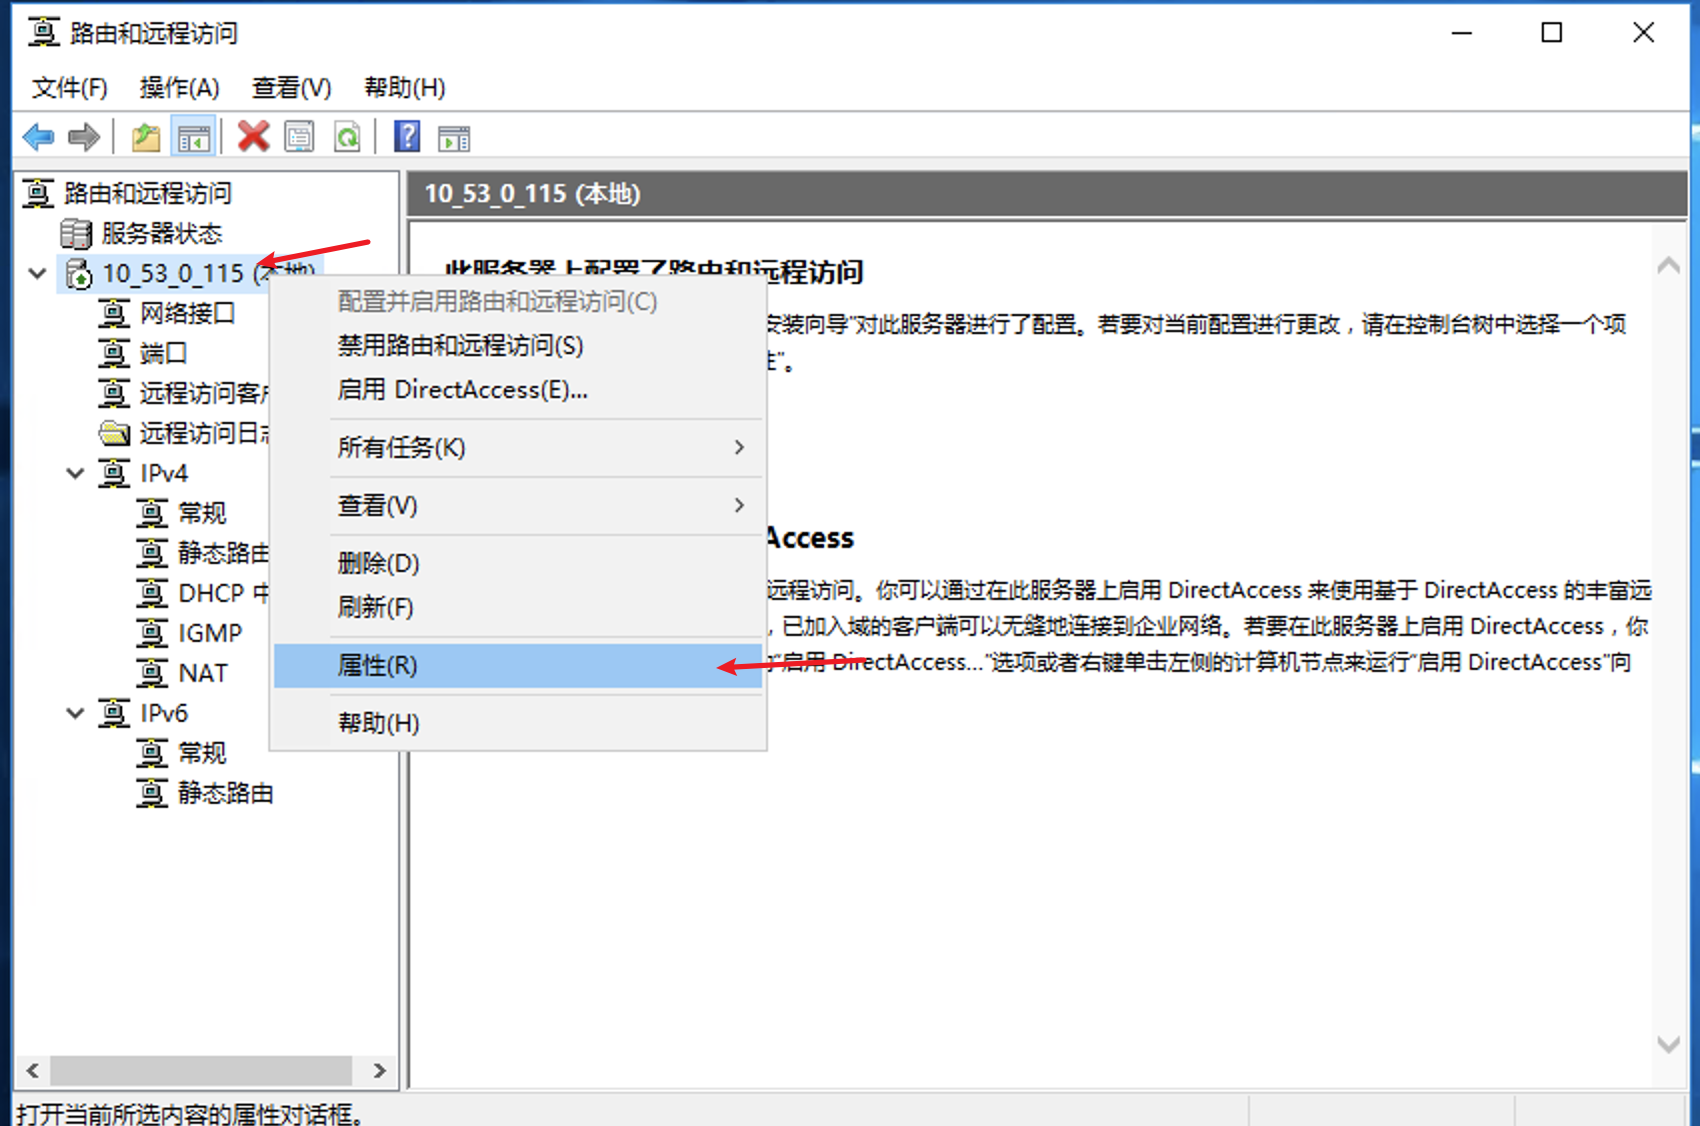 路由和远程访问
文件(F) 操作(A) 查看(V) 帮助(H)
路由和远程访问
服务器状态
10_53_0_115 (本地)
网络接口
端口
远程访问客
远程访问日
IPv4
常规
静态路由
DHCP 中
IGMP
NAT
IPv6
常规
静态路由
配置并启用路由和远程访问(C)
禁用路由和远程访问(S)
启用 DirectAccess(E)...
所有任务(K)
查看(V)
删除(D)
刷新(F)
属性(R)
帮助(H)
10_53_0_115 (本地)
此服务器上配置了路由和远程访问
安装向导"对此服务器进行了配置。若要对当前配置进行更改，请在控制台树中选择一个项
"。
Access
远程访问。你可以通过在此服务器上启用 DirectAccess 来使用基于 DirectAccess 的丰富远
，已加入域的客户端可以无缝地连接到企业网络。若要在此服务器上启用 DirectAccess，你
"启用 DirectAccess..."选项或者右键单击左侧的计算机节点来运行"启用 DirectAccess"向
打开当前所选内容的属性对话框。